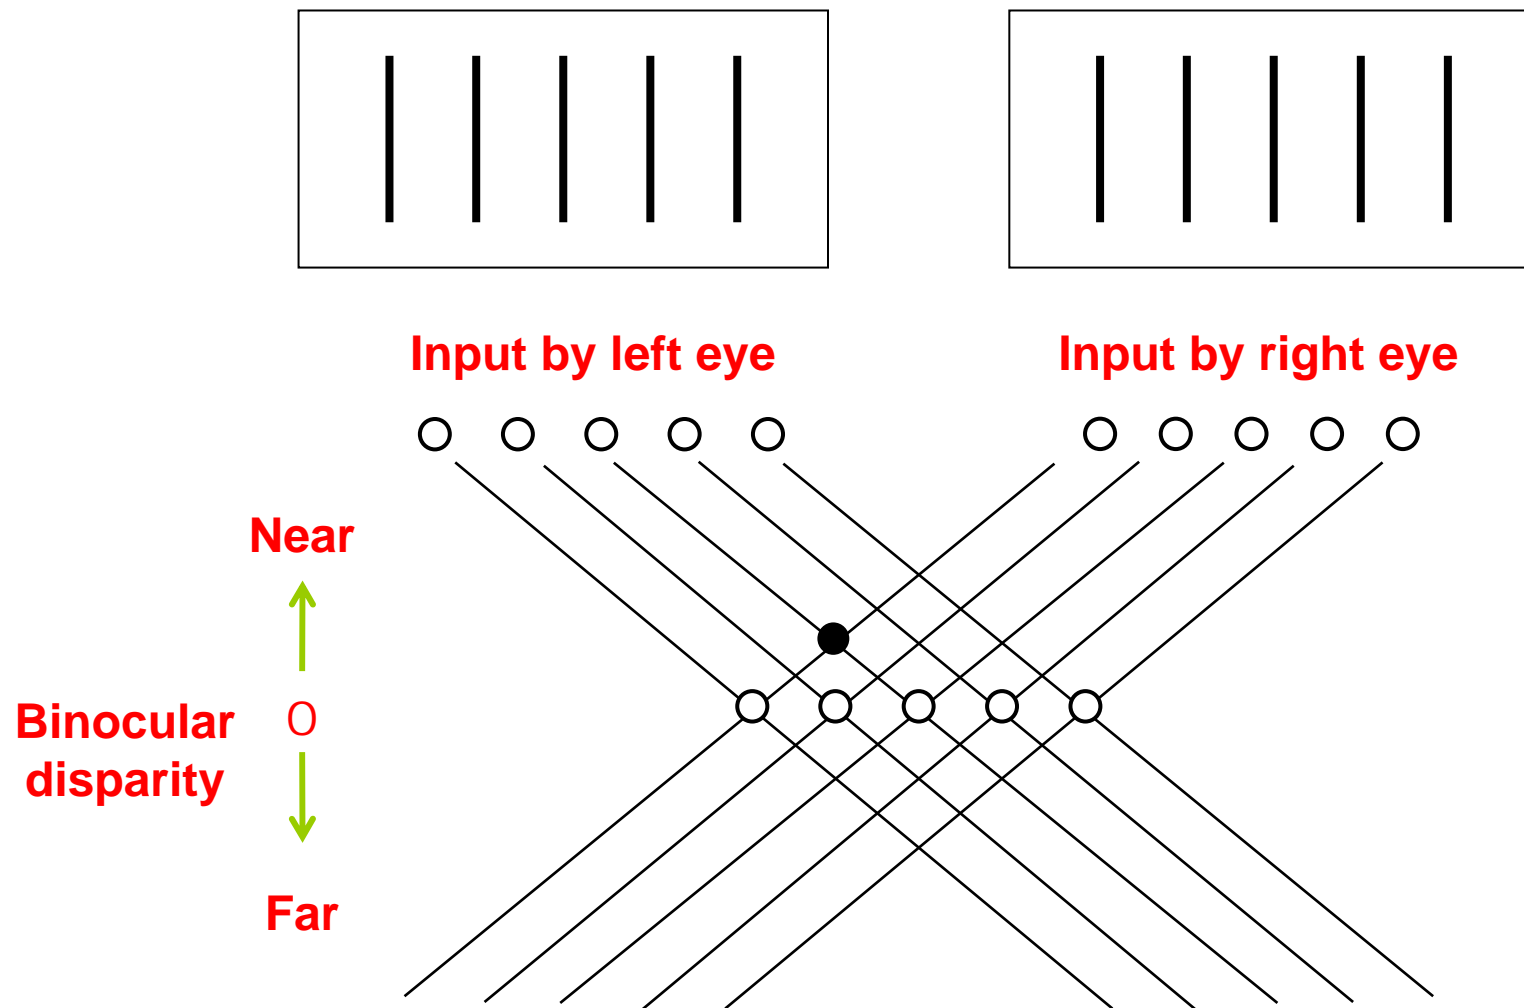 Input by left eye
Input by right eye
Near
Binocular
disparity
0
Far